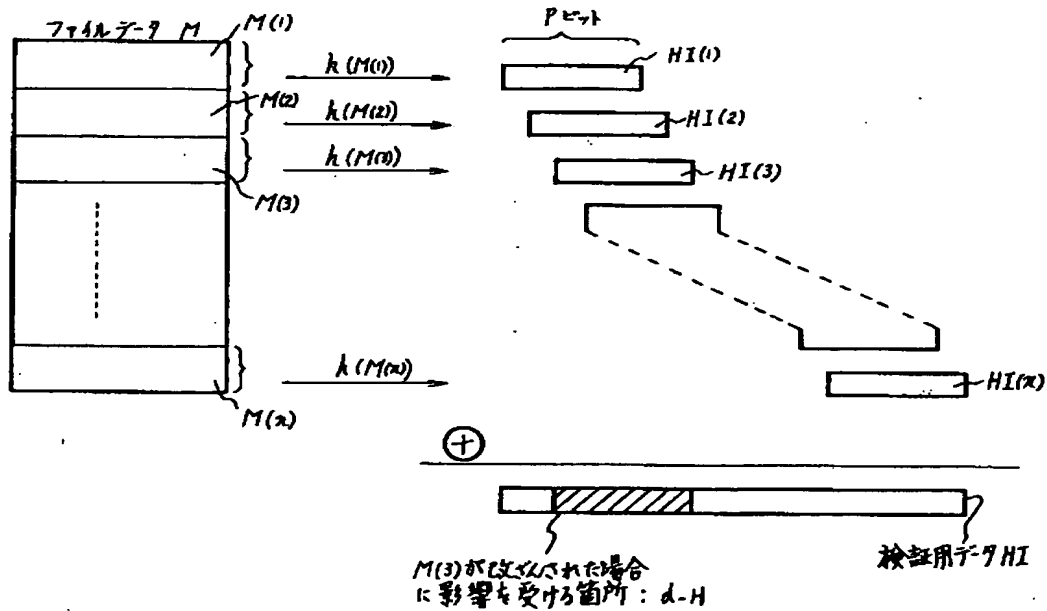 ファイルデータ M
M(1)
Pビット
HI(1)
h(M(1))
M(2)
h(M(2))
HI(2)
h(M(3))
HI(3)
M(3)
h(M(x))
HI(x)
M(x)
+
検証用データHI
M(3)が改ざんされた場合
に影響を受ける箇所: d-H